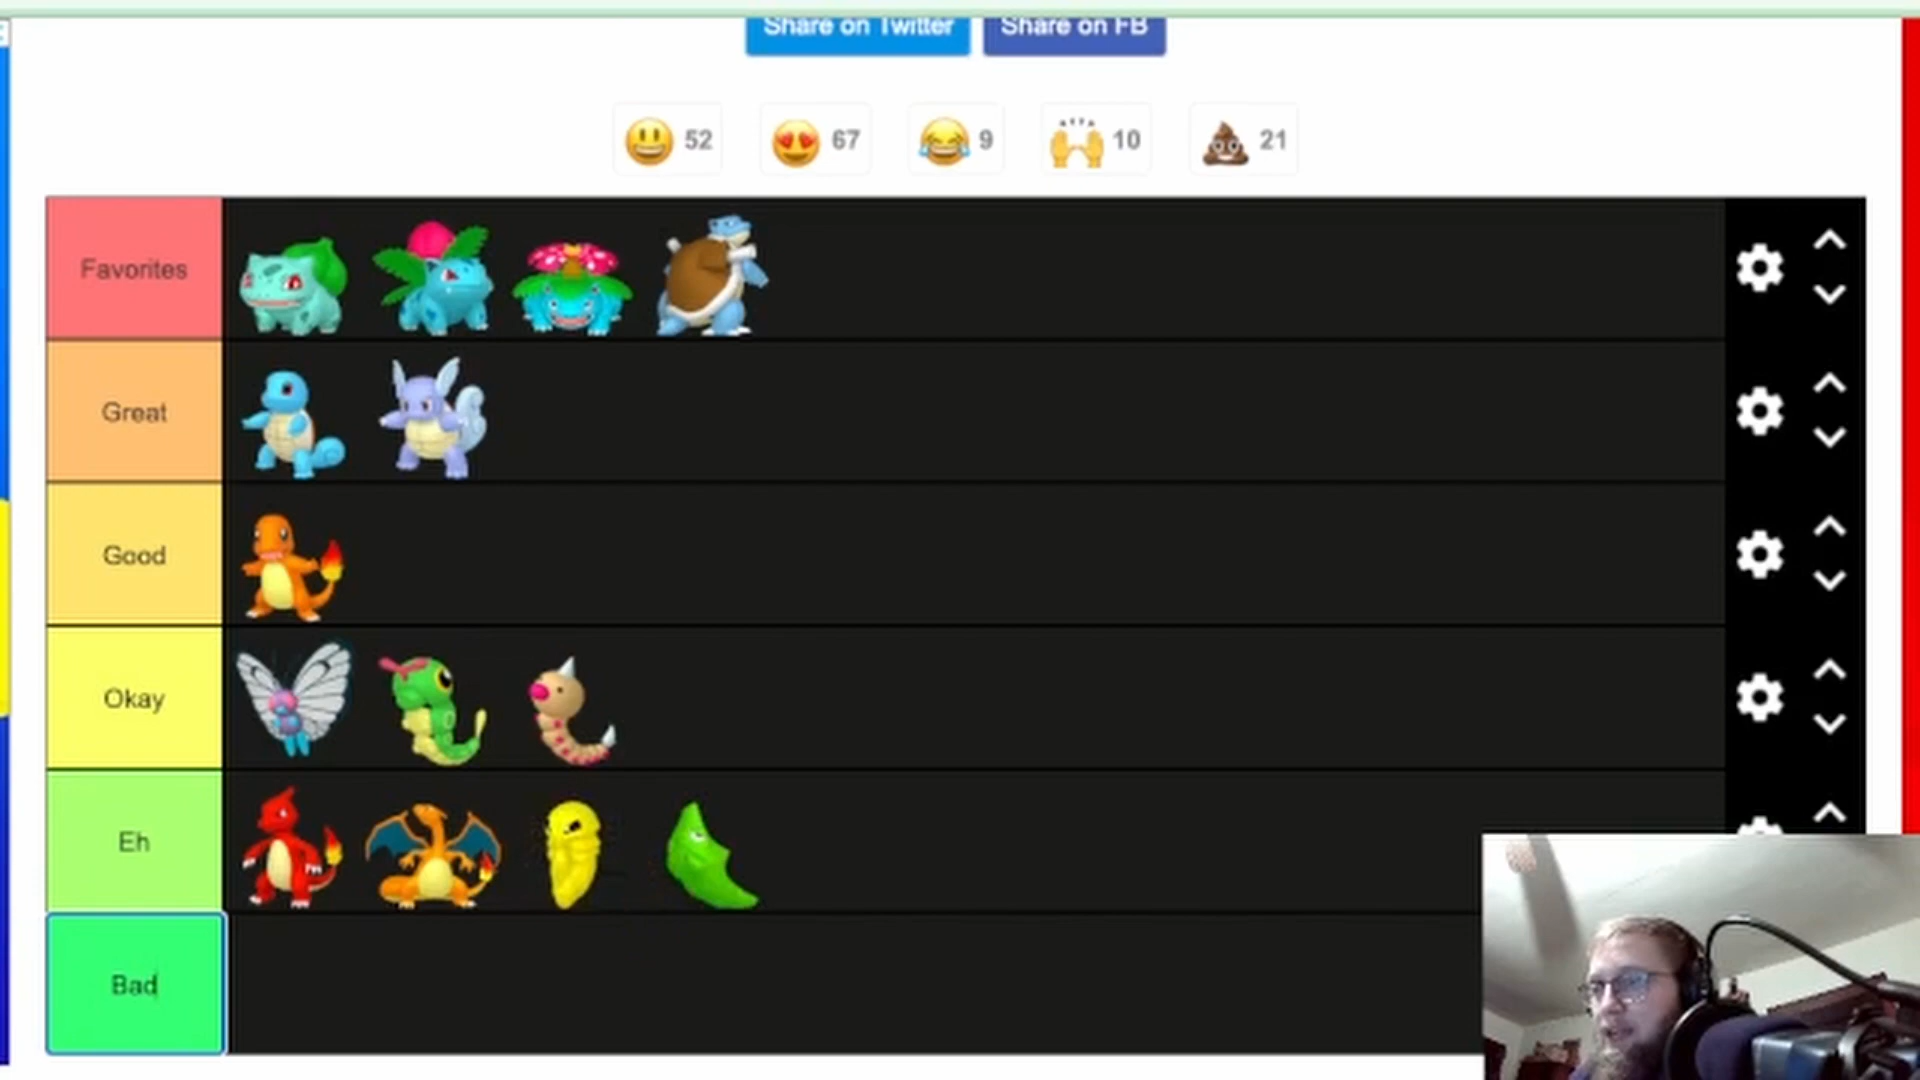 Share on Twitter Share on FB
52 67 9 10 21
Favorites
Great
Good
Okay
Eh
Bad